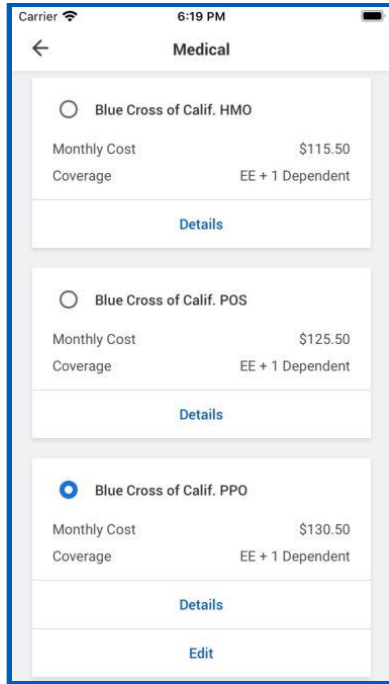 Carrier 6:19 PM
Medical
Blue Cross of Calif. HMO
Monthly Cost $115.50
Coverage EE + 1 Dependent
Details
Blue Cross of Calif. POS
Monthly Cost $125.50
Coverage EE + 1 Dependent
Details
Blue Cross of Calif. PPO
Monthly Cost $130.50
Coverage EE + 1 Dependent
Details
Edit